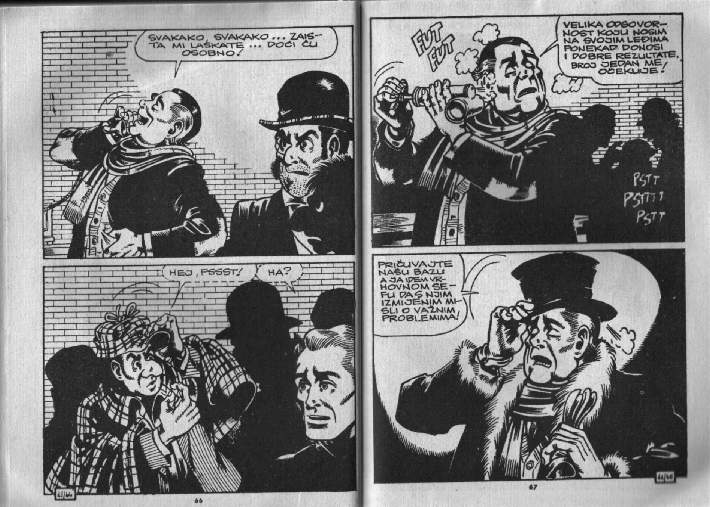 SVAKAKO, SVAKAKO... ZAIS-
TA MI LASKATE... DOĆI ĆU
OSOBNO!
HEJ, PSSST!
HA?
66
FUT
FUT
VELIKA ODGOVOR-
NOST KOJU NOSIM
NA SVOJIM LEĐIMA
PONEKAD DONOSI
I DOBRE REZULTATE.
BROJ JEDAN ME
OČEKUJE!
PSTT
PSTTTT
PSTT
PRIČUVAJTE
NAŠU BAZU
A JA IDEM VR-
HOVNOM ŠE-
FU DA S NJIM
IZMIJENIM MI-
SLI O VAŽNIM
PROBLEMIMA!
67